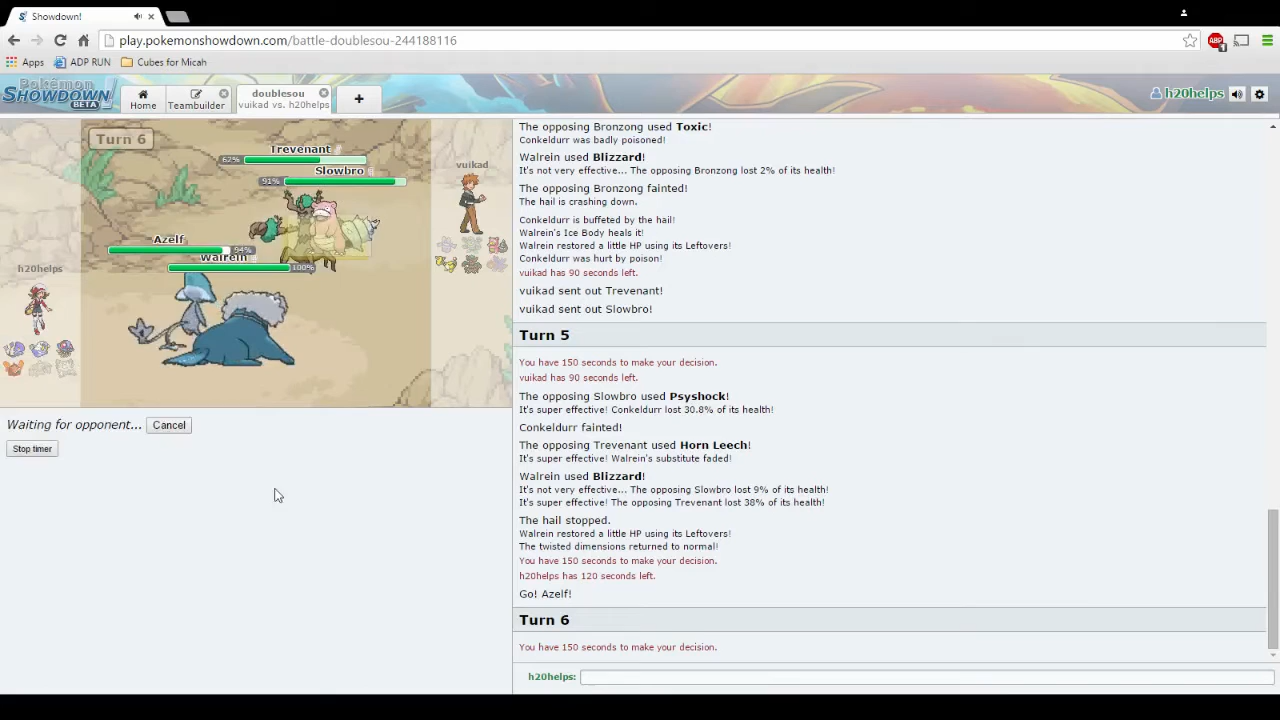 Showdown!
play.pokemonshowdown.com/battle-doublesou-244188116
ABP
Apps
ADP RUN
Cubes for Micah
Pokémon
SHOWDOWN
BETA
Home
Teambuilder
doublesou
vuikad vs. h20helps
+
h20helps
Turn 6
Trevenant
62%
Slowbro
91%
Azelf
94%
Walrein
100%
vuikad
h20helps
Waiting for opponent...
Cancel
Stop timer
The opposing Bronzong used Toxic!
Conkeldurr was badly poisoned!
Walrein used Blizzard!
It's not very effective... The opposing Bronzong lost 2% of its health!
The opposing Bronzong fainted!
The hail is crashing down.
Conkeldurr is buffeted by the hail!
Walrein's Ice Body heals it!
Walrein restored a little HP using its Leftovers!
Conkeldurr was hurt by poison!
vuikad has 90 seconds left.
vuikad sent out Trevenant!
vuikad sent out Slowbro!
Turn 5
You have 150 seconds to make your decision.
vuikad has 90 seconds left.
The opposing Slowbro used Psyshock!
It's super effective! Conkeldurr lost 30.8% of its health!
Conkeldurr fainted!
The opposing Trevenant used Horn Leech!
It's super effective! Walrein's substitute faded!
Walrein used Blizzard!
It's not very effective... The opposing Slowbro lost 9% of its health!
It's super effective! The opposing Trevenant lost 38% of its health!
The hail stopped.
Walrein restored a little HP using its Leftovers!
The twisted dimensions returned to normal!
You have 150 seconds to make your decision.
h20helps has 120 seconds left.
Go! Azelf!
Turn 6
You have 150 seconds to make your decision.
h20helps: